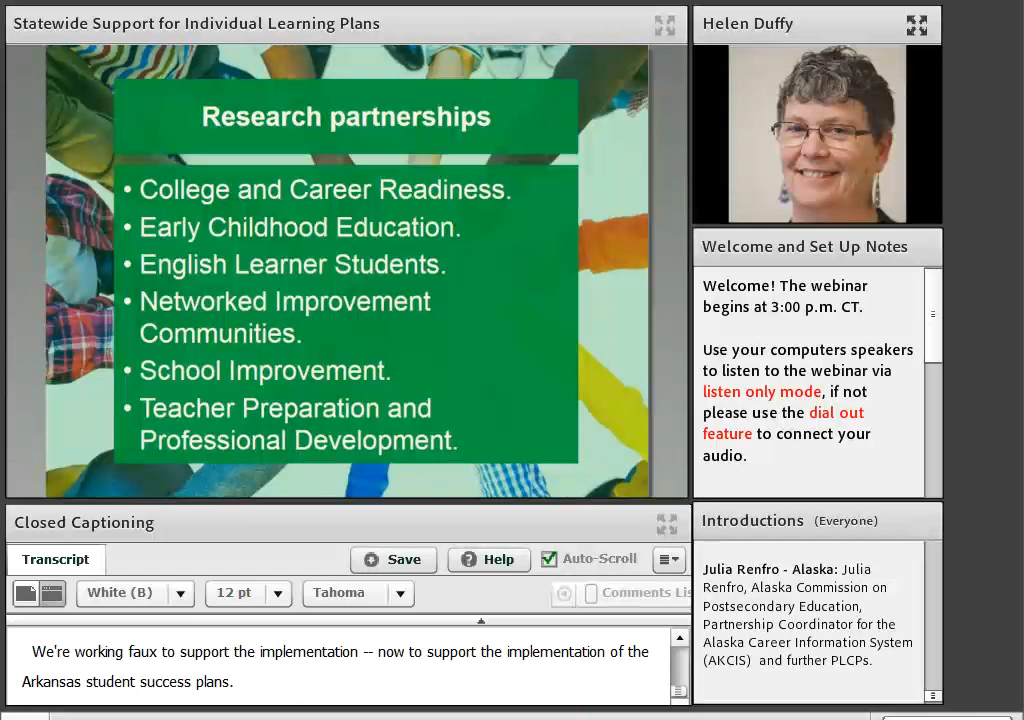 Statewide Support for Individual Learning Plans
Research partnerships
• College and Career Readiness.
• Early Childhood Education.
• English Learner Students.
• Networked Improvement
Communities.
• School Improvement.
• Teacher Preparation and
Professional Development.
Helen Duffy
Welcome and Set Up Notes
Welcome! The webinar
begins at 3:00 p.m. CT.
Use your computers speakers
to listen to the webinar via
listen only mode, if not
please use the dial out
feature to connect your
audio.
Closed Captioning
Transcript
Save
Help
Auto-Scroll
White (B)
12 pt
Tahoma
Comments Lis
We're working faux to support the implementation -- now to support the implementation of the
Arkansas student success plans.
Introductions (Everyone)
Julia Renfro - Alaska: Julia
Renfro, Alaska Commission on
Postsecondary Education,
Partnership Coordinator for the
Alaska Career Information System
(AKCIS) and further PLCPs.